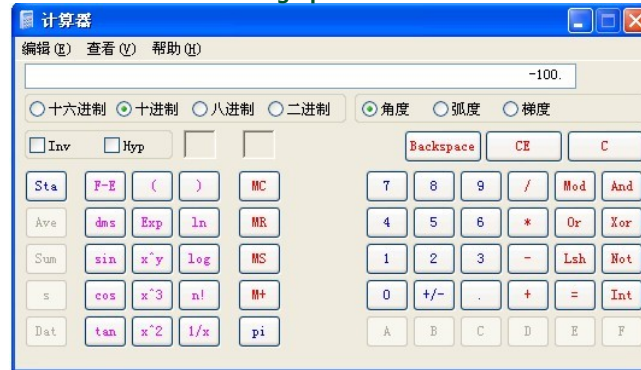 计算器
编辑(E) 查看(V) 帮助(H)
-100.
十六进制 十进制 八进制 二进制 角度 弧度 梯度
Inv Hyp Backspace CE C
Sta F-E ( ) MC 7 8 9 / Mod And
Ave dms Exp ln MR 4 5 6 * Or Xor
Sum sin x^y log MS 1 2 3 - Lsh Not
s cos x^3 n! M+ 0 +/- . + = Int
Dat tan x^2 1/x pi A B C D E F